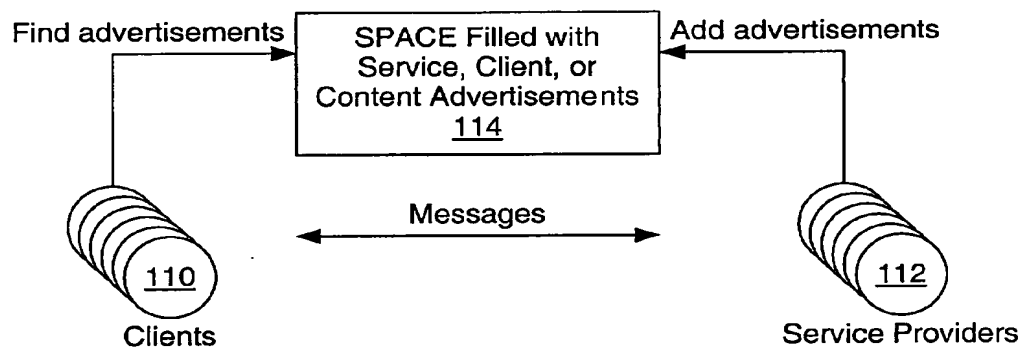 Find advertisements
SPACE Filled with
Service, Client, or
Content Advertisements
114
Add advertisements
Messages
110
Clients
112
Service Providers